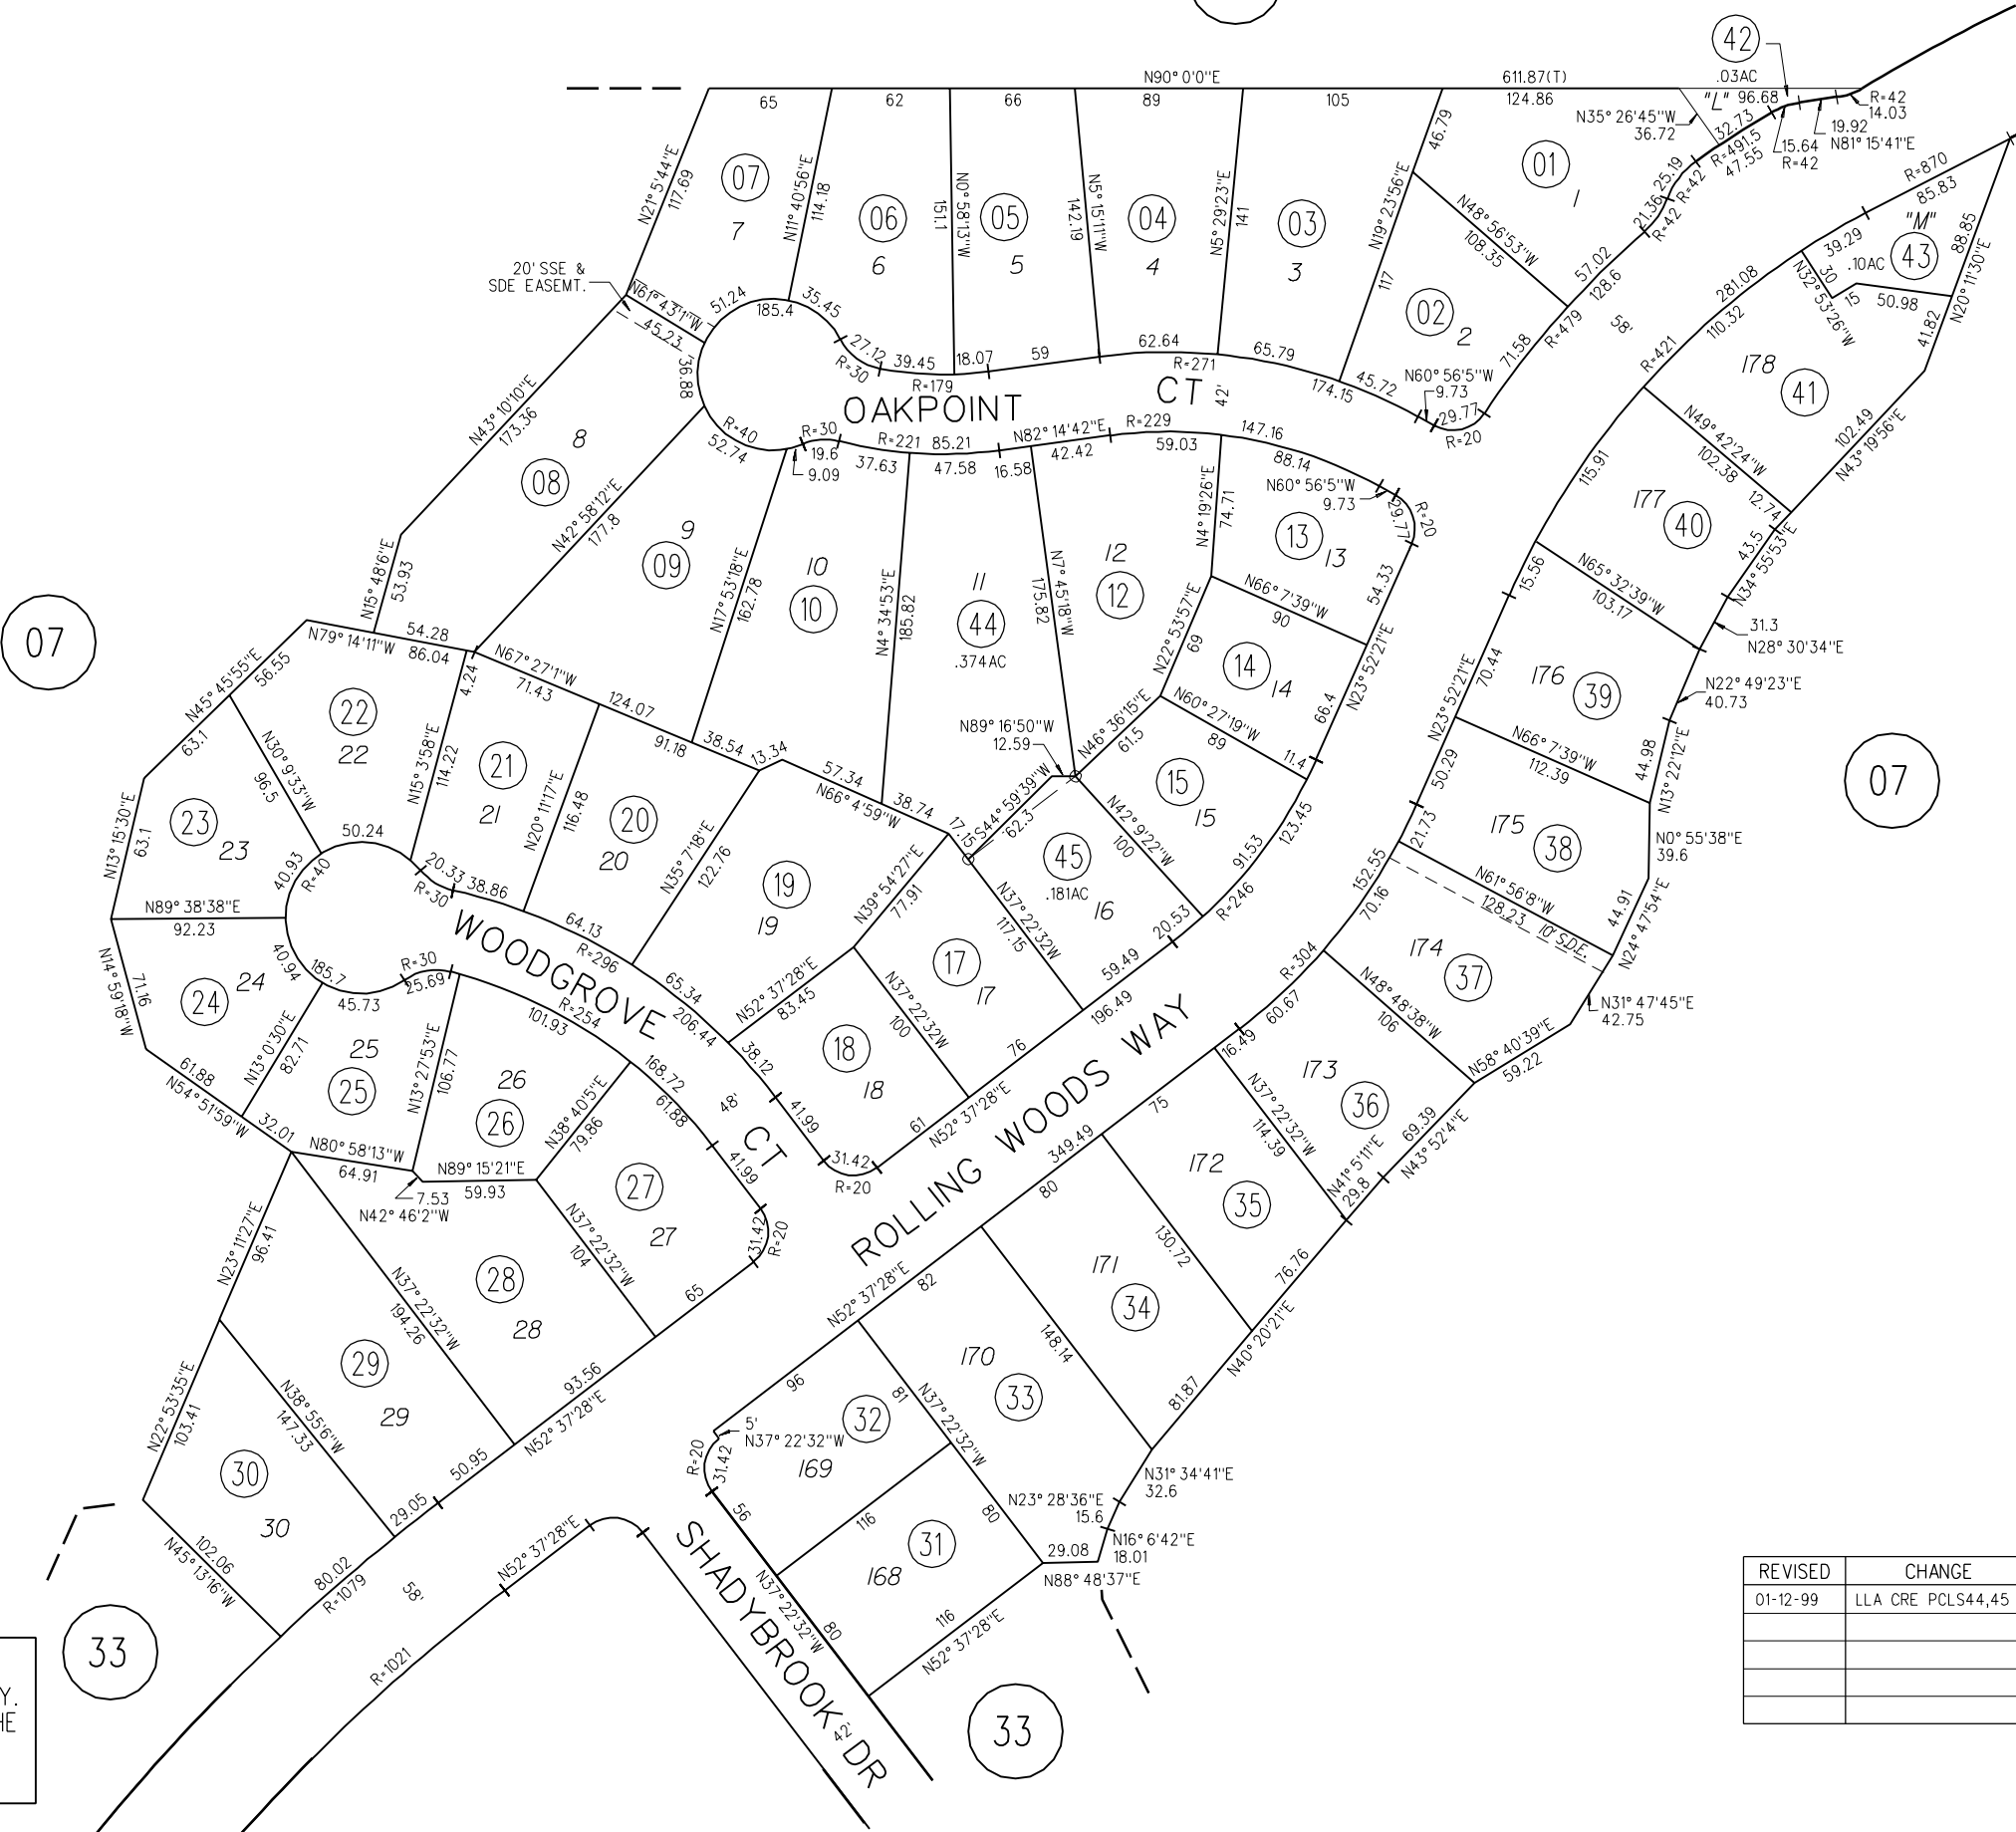 42
.03AC
N90° 0'0"E
611.87(T)
65
62
66
89
105
124.86
"L" 96.68
R=42
14.03
N35° 26'45"W
36.72
32.73
R=491.5
47.55
15.64
R=42
19.92
N81° 15'41"E
25.19
R=42
21.36
R=42
R=870
85.83
N21° 5'44"E
117.69
07
7
N11° 40'56"E
114.18
06
6
N0° 58'13"W
151.1
05
5
N5° 15'11"W
142.19
04
4
N5° 29'23"E
141
03
3
46.79
N19° 23'56"E
117
01
1
N48° 56'53"W
108.35
02
2
57.02
128.6
R=479
71.58
58'
39.29
"M"
43
.10AC
88.85
N20° 11'30"E
N32° 53'26"W
30
15
50.98
281.08
110.32
R=421
41.82
178
41
20' SSE &
SDE EASEMT.
N61° 43'1"W
45.23
51.24
185.4
35.45
36.88
27.12
R=30
39.45
18.07
R=179
59
62.64
R=271
65.79
174.15
45.72
N60° 56'5"W
9.73
29.77
R=20
OAKPOINT CT
42'
R=40
52.74
R=30
19.6
9.09
R=221
85.21
37.63
47.58
16.58
N82° 14'42"E
42.42
R=229
59.03
147.16
88.14
N60° 56'5"W
9.73
29.77
R=20
N43° 10'10"E
173.36
8
08
N42° 58'12"E
177.8
9
09
N17° 53'18"E
162.78
10
10
N4° 34'53"E
185.82
11
44
.374AC
N7° 45'18"W
175.82
12
12
N4° 19'26"E
74.71
13
13
54.33
N66° 7'39"W
90
N22° 53'57"E
69
14
14
N23° 52'21"E
66.4
N60° 27'19"W
89
11.4
N49° 42'24"W
102.38
12.74
102.49
N43° 19'56"E
115.91
177
40
43.5
N34° 55'53"E
15.56
N65° 32'39"W
103.17
31.3
N28° 30'34"E
N23° 52'21"E
70.44
176
39
N22° 49'23"E
40.73
N66° 7'39"W
112.39
44.98
N13° 22'12"E
50.29
07
07
N15° 48'6"E
53.93
N79° 14'11"W
54.28
86.04
N45° 45'55"E
56.55
63.1
22
22
N30° 9'33"W
96.5
N15° 3'58"E
114.22
4.24
N67° 27'1"W
71.43
124.07
91.18
38.54
13.34
21
21
N20° 11'17"E
116.48
20
20
57.34
N66° 4'59"W
38.74
17.15
S44° 59'39"W
62.3
N89° 16'50"W
12.59
N46° 36'15"E
61.5
15
15
N42° 9'22"W
100
123.45
91.53
R=246
45
.181AC
16
20.53
N37° 22'32"W
117.15
59.49
23
23
N13° 15'30"E
63.1
50.24
40.93
R=40
20.33
38.86
R=30
N35° 7'18"E
122.76
19
19
N39° 54'27"E
77.91
17
17
21.73
175
38
N0° 55'38"E
39.6
152.55
70.16
N61° 56'8"W
128.23
10' S.D.E.
44.91
N24° 47'54"E
174
37
N31° 47'45"E
42.75
R=304
60.67
N48° 48'38"W
106
N58° 40'39"E
59.22
N89° 38'38"E
92.23
N14° 59'18"W
71.16
24
24
40.94
185.7
45.73
R=30
25.69
64.13
R=296
65.34
206.44
38.12
WOODGROVE CT
48'
R=254
101.93
168.72
61.88
N52° 37'28"E
83.45
N37° 22'32"W
100
18
18
76
196.49
41.99
31.42
R=20
61
N52° 37'28"E
ROLLING WOODS WAY
16.49
75
349.49
N37° 22'32"W
114.39
173
36
N41° 5'11"E
29.8
69.39
N43° 52'4"E
N13° 0'30"E
82.71
25
25
61.88
N54° 51'59"W
32.01
N13° 27'53"E
106.77
26
26
N38° 40'5"E
79.86
N80° 58'13"W
64.91
N89° 15'21"E
59.93
7.53
N42° 46'2"W
27
27
41.99
31.42
R=20
N37° 22'32"W
104
65
28
28
172
35
80
130.72
76.76
N40° 20'21"E
171
34
N52° 37'28"E
82
148.14
81.87
N23° 11'27"E
96.41
N37° 22'32"W
194.26
29
29
93.56
N52° 37'28"E
N22° 53'35"E
103.41
N38° 55'6"W
147.33
30
30
50.95
29.05
102.06
N45° 13'16"W
80.02
R=1079
58'
170
33
96
5'
N37° 22'32"W
R=20
31.42
32
169
81
N37° 22'32"W
80
N31° 34'41"E
32.6
N23° 28'36"E
15.6
N16° 6'42"E
18.01
29.08
N88° 48'37"E
56
116
31
168
N37° 22'32"W
80
116
N52° 37'28"E
N52° 37'28"E
R=1021
SHADYBROOK DR
42'
33
33
Y.
HE
REVISED CHANGE
01-12-99 LLA CRE PCLS44,45